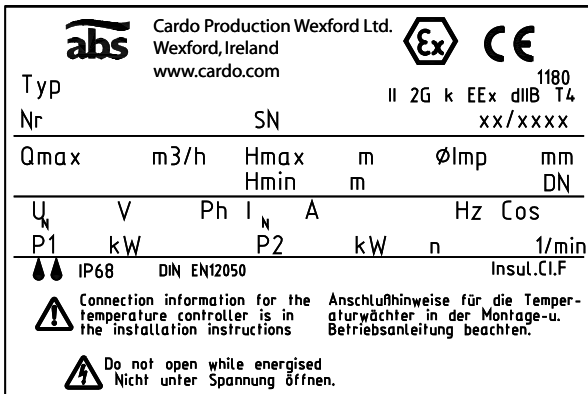 abs
Cardo Production Wexford Ltd.
Wexford, Ireland
www.cardo.com
Ex CE
1180
Typ II 2G k EEx dIIB T4
Nr SN xx/xxxx
Qmax m3/h Hmax m ØImp mm
Hmin m DN
UN V Ph IN A Hz Cos
P1 kW P2 kW n 1/min
IP68 DIN EN12050 Insul.Cl.F
Connection information for the
temperature controller is in
the installation instructions
Anschlußhinweise für die Temper-
aturwächter in der Montage-u.
Betriebsanleitung beachten.
Do not open while energised
Nicht unter Spannung öffnen.